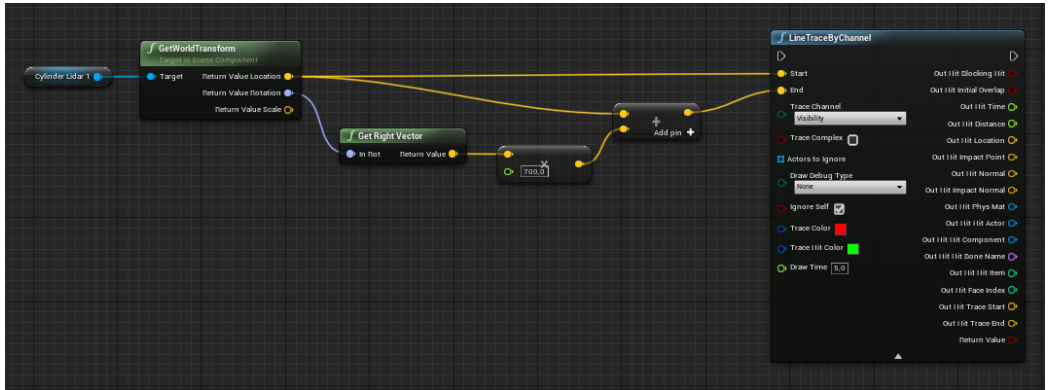 GetWorldTransform
Target is Scene Component
Cylinder Lidar 1
Target
Return Value Location
Return Value Rotation
Return Value Scale
Get Right Vector
In Rot
Return Value
×
700,0
+
Add pin +
LineTraceByChannel
Start
End
Trace Channel
Visibility
Trace Complex
Actors to Ignore
Draw Debug Type
None
Ignore Self
Trace Color
Trace Hit Color
Draw Time 5,0
Out Hit Blocking Hit
Out Hit Initial Overlap
Out Hit Time
Out Hit Distance
Out Hit Location
Out Hit Impact Point
Out Hit Normal
Out Hit Impact Normal
Out Hit Phys Mat
Out Hit Hit Actor
Out Hit Hit Component
Out Hit Hit Bone Name
Out Hit Hit Item
Out Hit Face Index
Out Hit Trace Start
Out Hit Trace End
Return Value